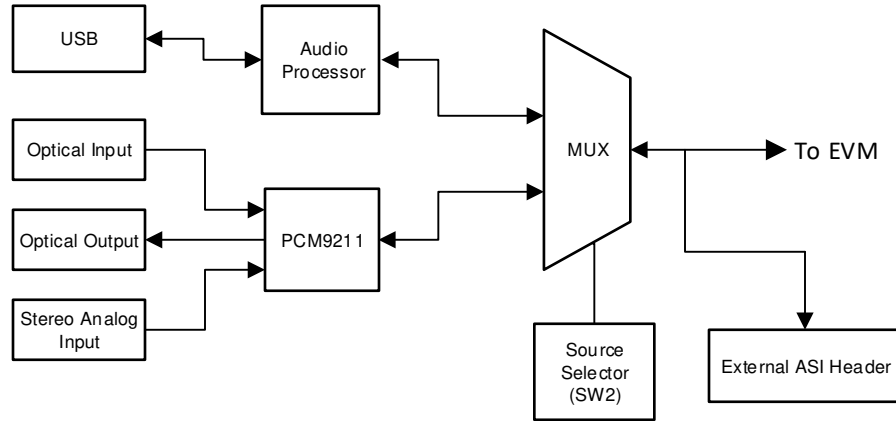 USB
Audio
Processor
Optical Input
MUX
To EVM
Optical Output
PCM9211
Stereo Analog
Input
Source
Selector
(SW2)
External ASI Header